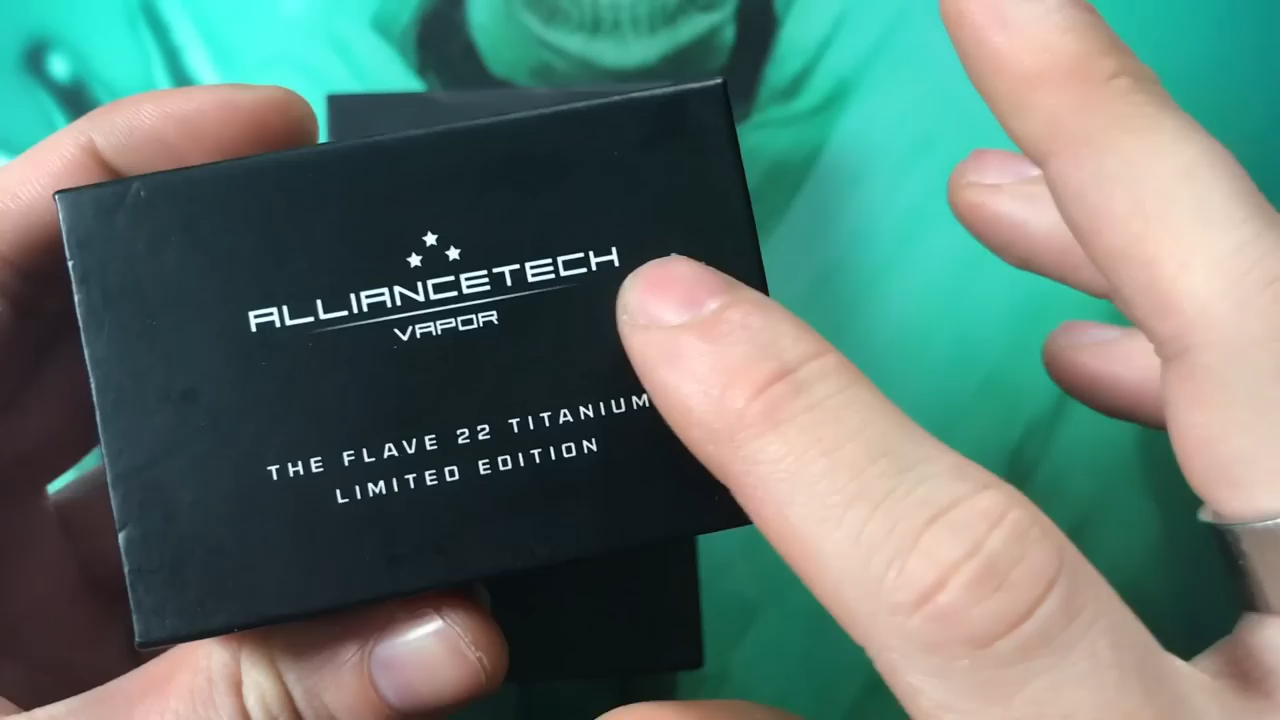 ALLIANCETECH
VAPOR
THE FLAVE 22 TITANIUM
LIMITED EDITION